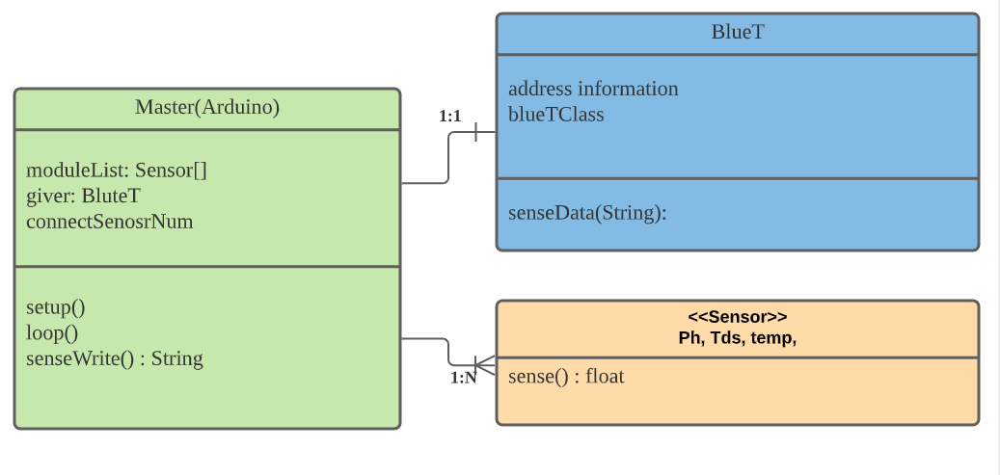 Master(Arduino)
moduleList: Sensor[]
giver: BluteT
connectSenosrNum
setup()
loop()
senseWrite() : String
1:1
1:N
BlueT
address information
blueTClass
senseData(String):
<<Sensor>>
Ph, Tds, temp,
sense() : float